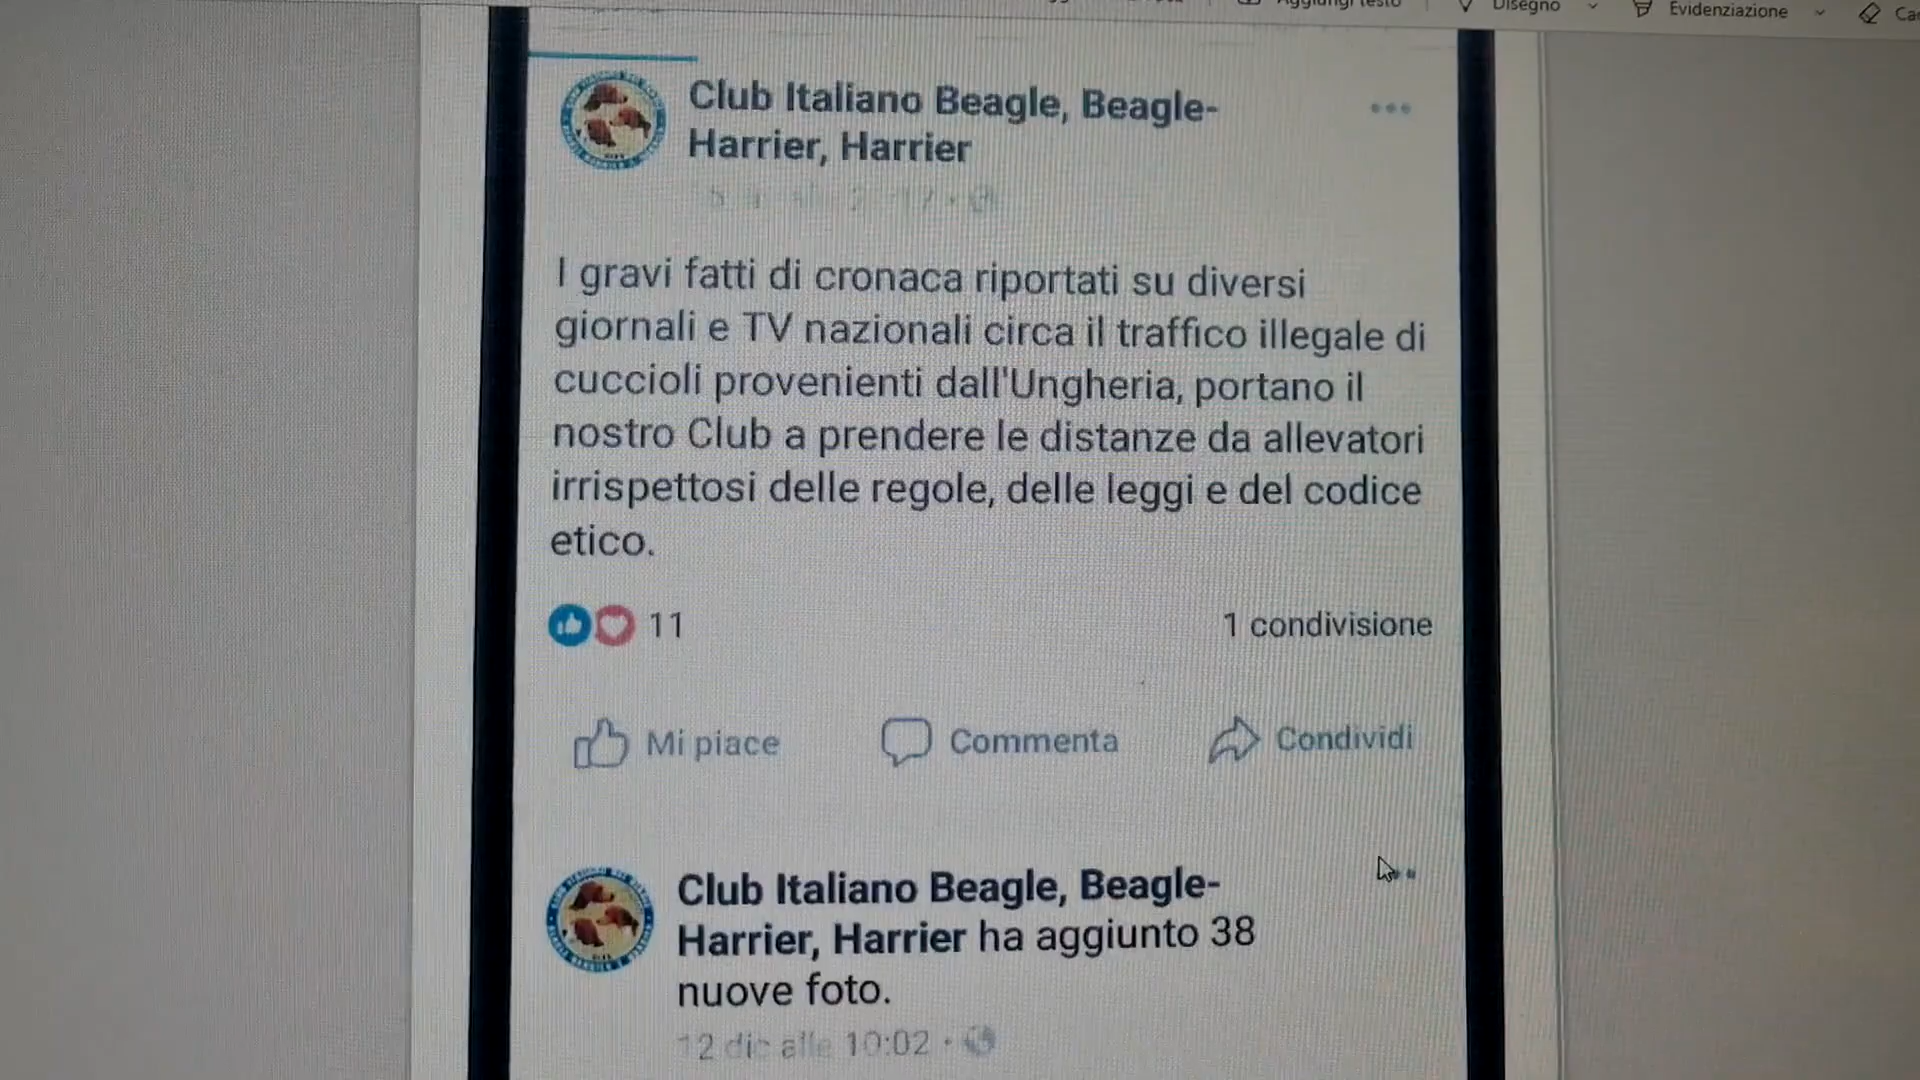 Aggiungi testo
Disegno
Evidenziazione
Club Italiano Beagle, Beagle-
Harrier, Harrier
I gravi fatti di cronaca riportati su diversi
giornali e TV nazionali circa il traffico illegale di
cuccioli provenienti dall'Ungheria, portano il
nostro Club a prendere le distanze da allevatori
irrispettosi delle regole, delle leggi e del codice
etico.
11
1 condivisione
Mi piace
Commenta
Condividi
Club Italiano Beagle, Beagle-
Harrier, Harrier ha aggiunto 38
nuove foto.
12 dic alle 10:02